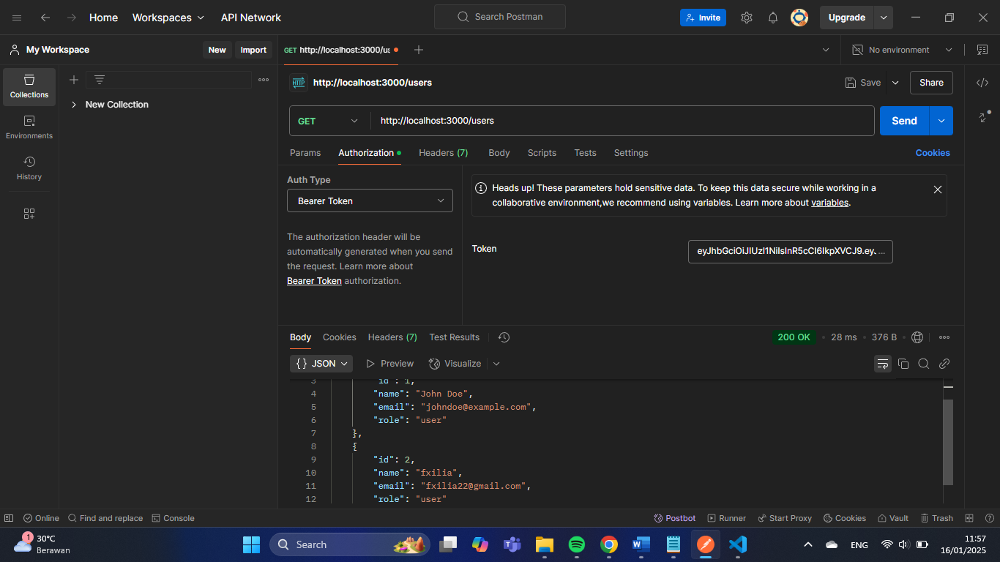 Home
Workspaces
API Network
Search Postman
Invite
Upgrade
My Workspace
New
Import
GET http://localhost:3000/us
No environment
Collections
Environments
History
New Collection
HTTP
http://localhost:3000/users
Save
Share
GET
http://localhost:3000/users
Send
Params
Authorization
Headers (7)
Body
Scripts
Tests
Settings
Cookies
Auth Type
Bearer Token
The authorization header will be
automatically generated when you send
the request. Learn more about
Bearer Token authorization.
Heads up! These parameters hold sensitive data. To keep this data secure while working in a
collaborative environment,we recommend using variables. Learn more about variables.
Token
eyJhbGciOiJIUzI1NiIsInR5cCI6IkpXVCJ9.eyJ...
Body
Cookies
Headers (7)
Test Results
200 OK
28 ms
376 B
{} JSON
Preview
Visualize
3 "id": 1,
4 "name": "John Doe",
5 "email": "johndoe@example.com",
6 "role": "user"
7 },
8 {
9 "id": 2,
10 "name": "fxilia",
11 "email": "fxilia22@gmail.com",
12 "role": "user"
Online
Find and replace
Console
Postbot
Runner
Start Proxy
Cookies
Vault
Trash
1
30°C
Berawan
Search
ENG
11:57
16/01/2025